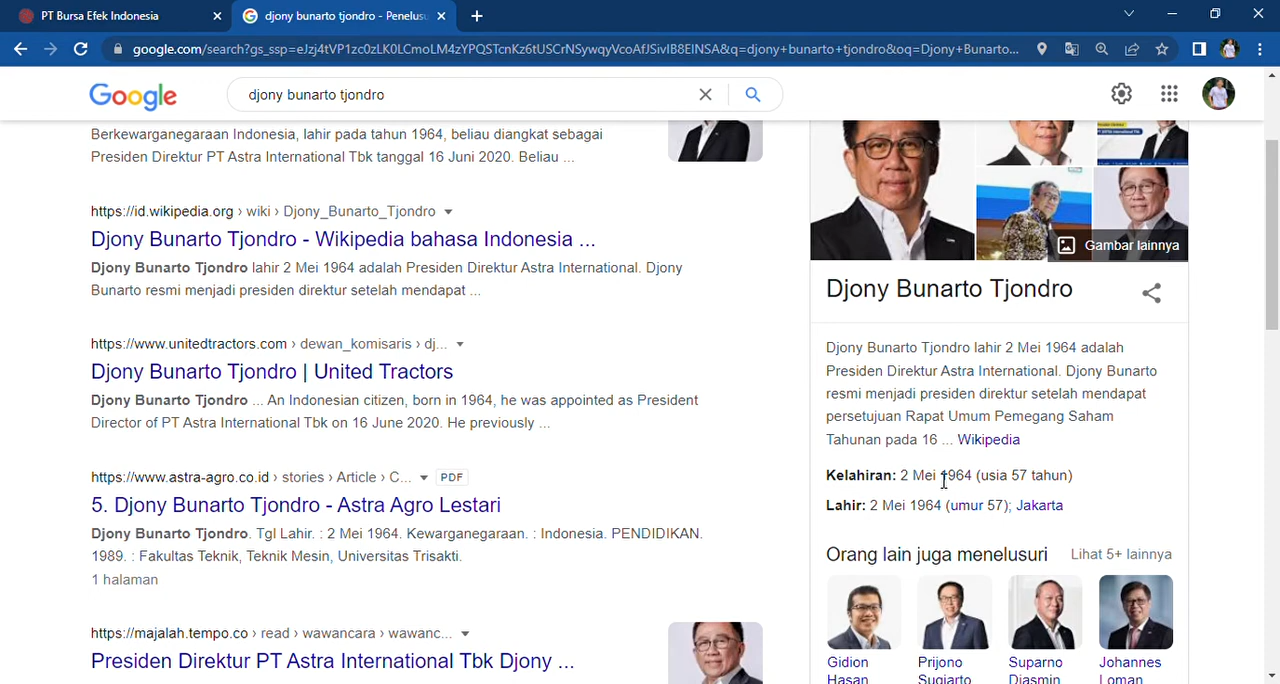 PT Bursa Efek Indonesia
djony bunarto tjondro - Penelusu
google.com/search?gs_ssp=eJzj4tVP1zc0zLK0LCmoLM4zYPQSTcnKz6tUSCrNSywqyVcoAfJSivIB8EINSA&q=djony+bunarto+tjondro&oq=Djony+Bunarto...
Google
djony bunarto tjondro
Berkewarganegaraan Indonesia, lahir pada tahun 1964, beliau diangkat sebagai
Presiden Direktur PT Astra International Tbk tanggal 16 Juni 2020. Beliau ...
https://id.wikipedia.org › wiki › Djony_Bunarto_Tjondro
Djony Bunarto Tjondro - Wikipedia bahasa Indonesia ...
Djony Bunarto Tjondro lahir 2 Mei 1964 adalah Presiden Direktur Astra International. Djony
Bunarto resmi menjadi presiden direktur setelah mendapat ...
https://www.unitedtractors.com › dewan_komisaris › dj...
Djony Bunarto Tjondro | United Tractors
Djony Bunarto Tjondro ... An Indonesian citizen, born in 1964, he was appointed as President
Director of PT Astra International Tbk on 16 June 2020. He previously ...
https://www.astra-agro.co.id › stories › Article › C... PDF
5. Djony Bunarto Tjondro - Astra Agro Lestari
Djony Bunarto Tjondro. Tgl Lahir. : 2 Mei 1964. Kewarganegaraan. : Indonesia. PENDIDIKAN.
1989. : Fakultas Teknik, Teknik Mesin, Universitas Trisakti.
1 halaman
https://majalah.tempo.co › read › wawancara › wawanc...
Presiden Direktur PT Astra International Tbk Djony ...
Gambar lainnya
Djony Bunarto Tjondro
Djony Bunarto Tjondro lahir 2 Mei 1964 adalah
Presiden Direktur Astra International. Djony Bunarto
resmi menjadi presiden direktur setelah mendapat
persetujuan Rapat Umum Pemegang Saham
Tahunan pada 16 ... Wikipedia
Kelahiran: 2 Mei 1964 (usia 57 tahun)
Lahir: 2 Mei 1964 (umur 57); Jakarta
Orang lain juga menelusuri
Lihat 5+ lainnya
Gidion
Hasan
Prijono
Sugiarto
Suparno
Djasmin
Johannes
Loman